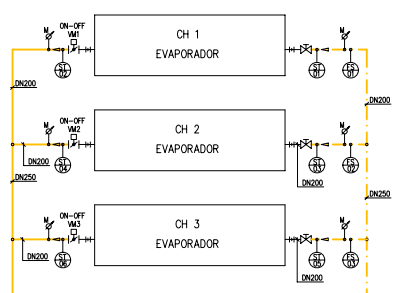 M
ON-OFF
VM1
CH 1
EVAPORADOR
M
ST
02
ST
01
FS
01
DN200
DN200
M
ON-OFF
VM2
CH 2
EVAPORADOR
M
DN200
ST
04
ST
03
FS
02
DN250
DN200
DN250
M
ON-OFF
VM3
CH 3
EVAPORADOR
M
DN200
ST
06
ST
05
FS
03
DN200